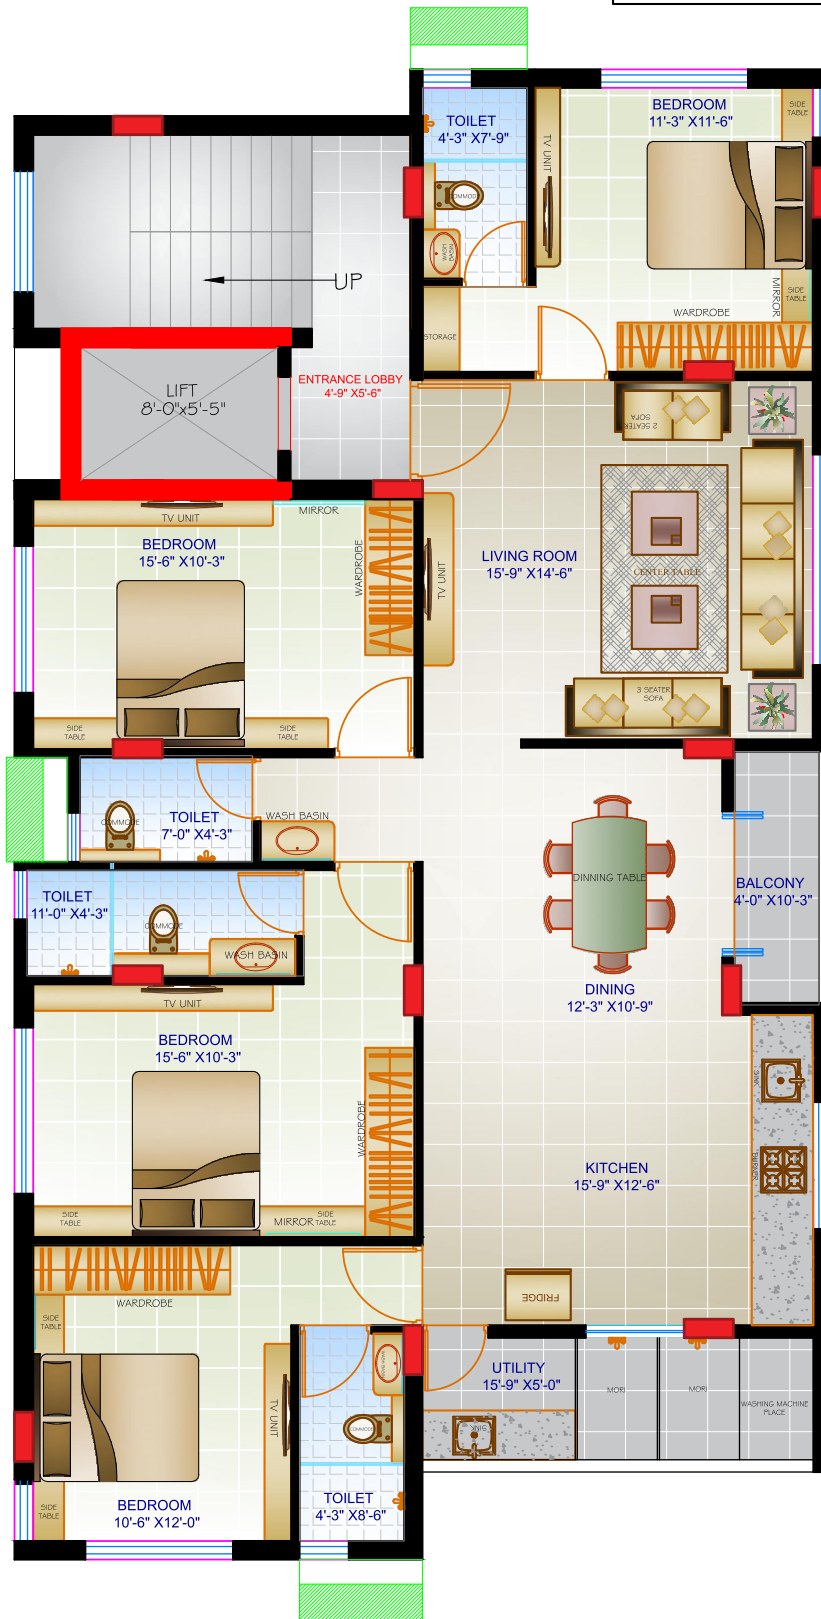 TOILET
4'-3" X7'-9"
TV UNIT
BEDROOM
11'-3" X11'-6"
SIDE
TABLE
COMMODE
WASH
BASIN
UP
STORAGE
MIRROR
SIDE
TABLE
WARDROBE
LIFT
8'-0"x5'-5"
ENTRANCE LOBBY
4'-9" X5'-6"
2 SEATER
SOFA
TV UNIT
MIRROR
BEDROOM
15'-6" X10'-3"
WARDROBE
TV UNIT
LIVING ROOM
15'-9" X14'-6"
CENTER TABLE
3 SEATER
SOFA
SIDE
TABLE
SIDE
TABLE
TOILET
7'-0" X4'-3"
COMMODE
WASH BASIN
TOILET
11'-0" X4'-3"
COMMODE
WASH BASIN
DINNING TABLE
BALCONY
4'-0" X10'-3"
DINING
12'-3" X10'-9"
TV UNIT
BEDROOM
15'-6" X10'-3"
WARDROBE
SINK
BURNER
KITCHEN
15'-9" X12'-6"
SIDE
TABLE
MIRROR
SIDE
TABLE
FRIDGE
WARDROBE
SIDE
TABLE
TV UNIT
WASH BASIN
COMMODE
UTILITY
15'-9" X5'-0"
SINK
MORI
MORI
WASHING MACHINE
PLACE
SIDE
TABLE
BEDROOM
10'-6" X12'-0"
TOILET
4'-3" X8'-6"